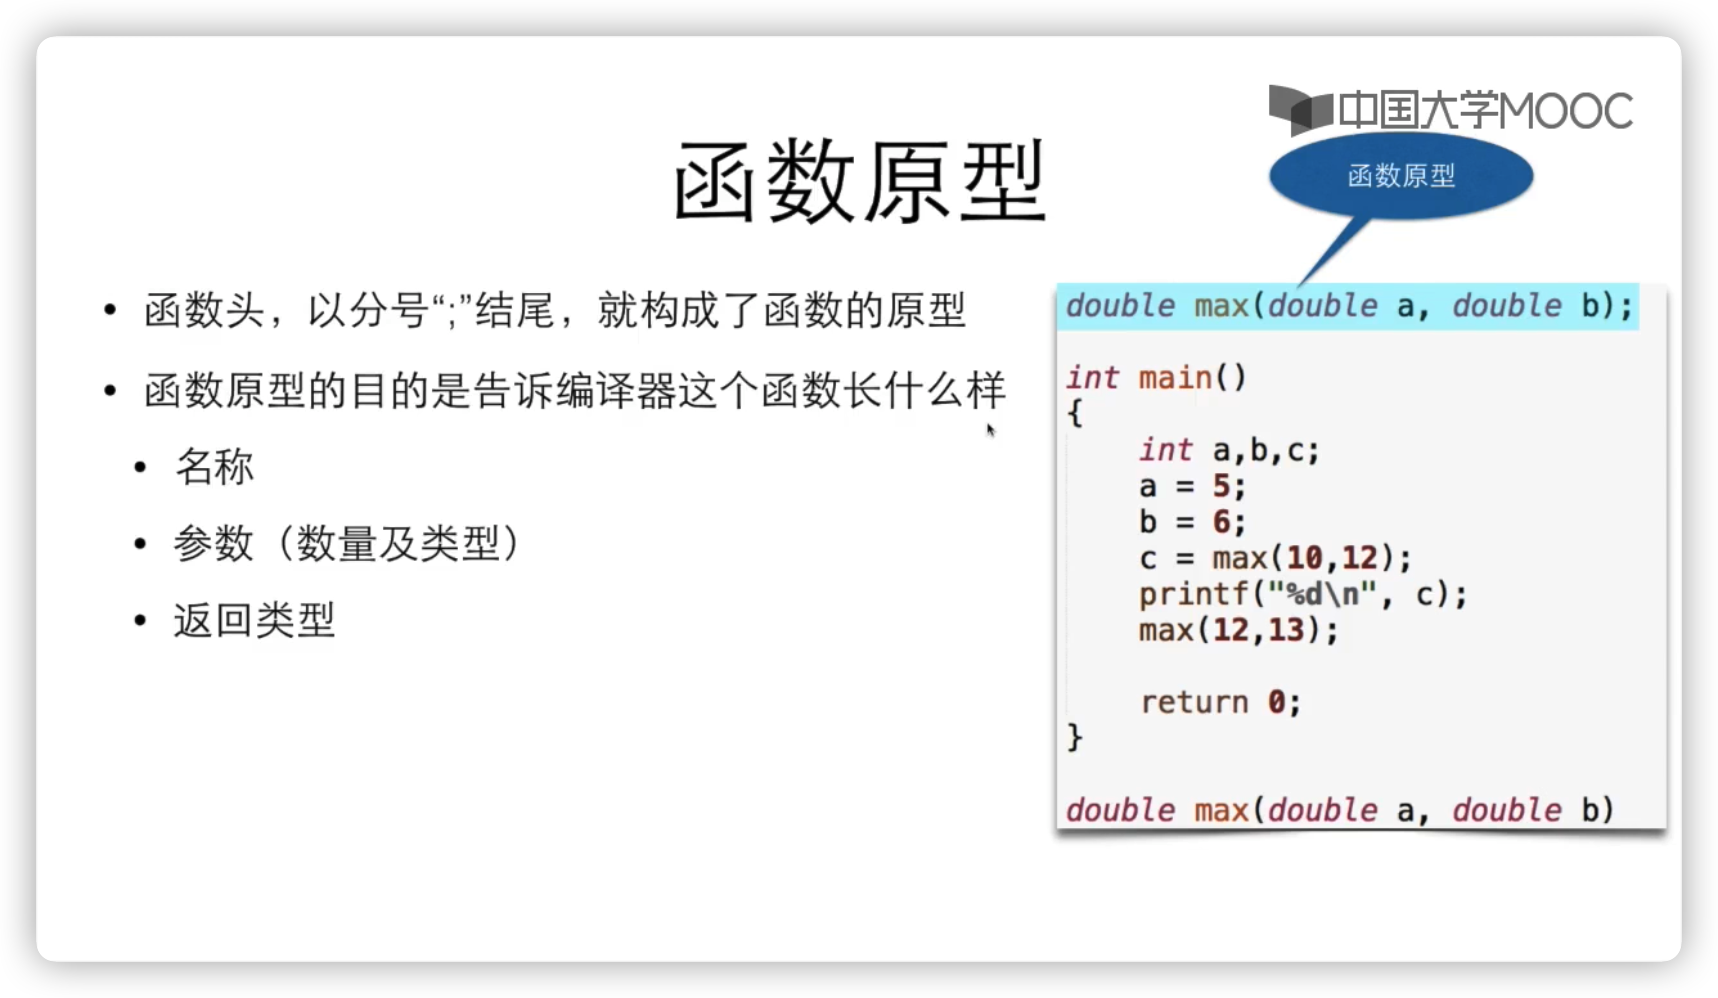 中国大学MOOC
函数原型
函数原型
• 函数头，以分号“;”结尾，就构成了函数的原型
• 函数原型的目的是告诉编译器这个函数长什么样
• 名称
• 参数（数量及类型）
• 返回类型
double max(double a, double b);
int main()
{
    int a,b,c;
    a = 5;
    b = 6;
    c = max(10,12);
    printf("%d\n", c);
    max(12,13);
    return 0;
}
double max(double a, double b)